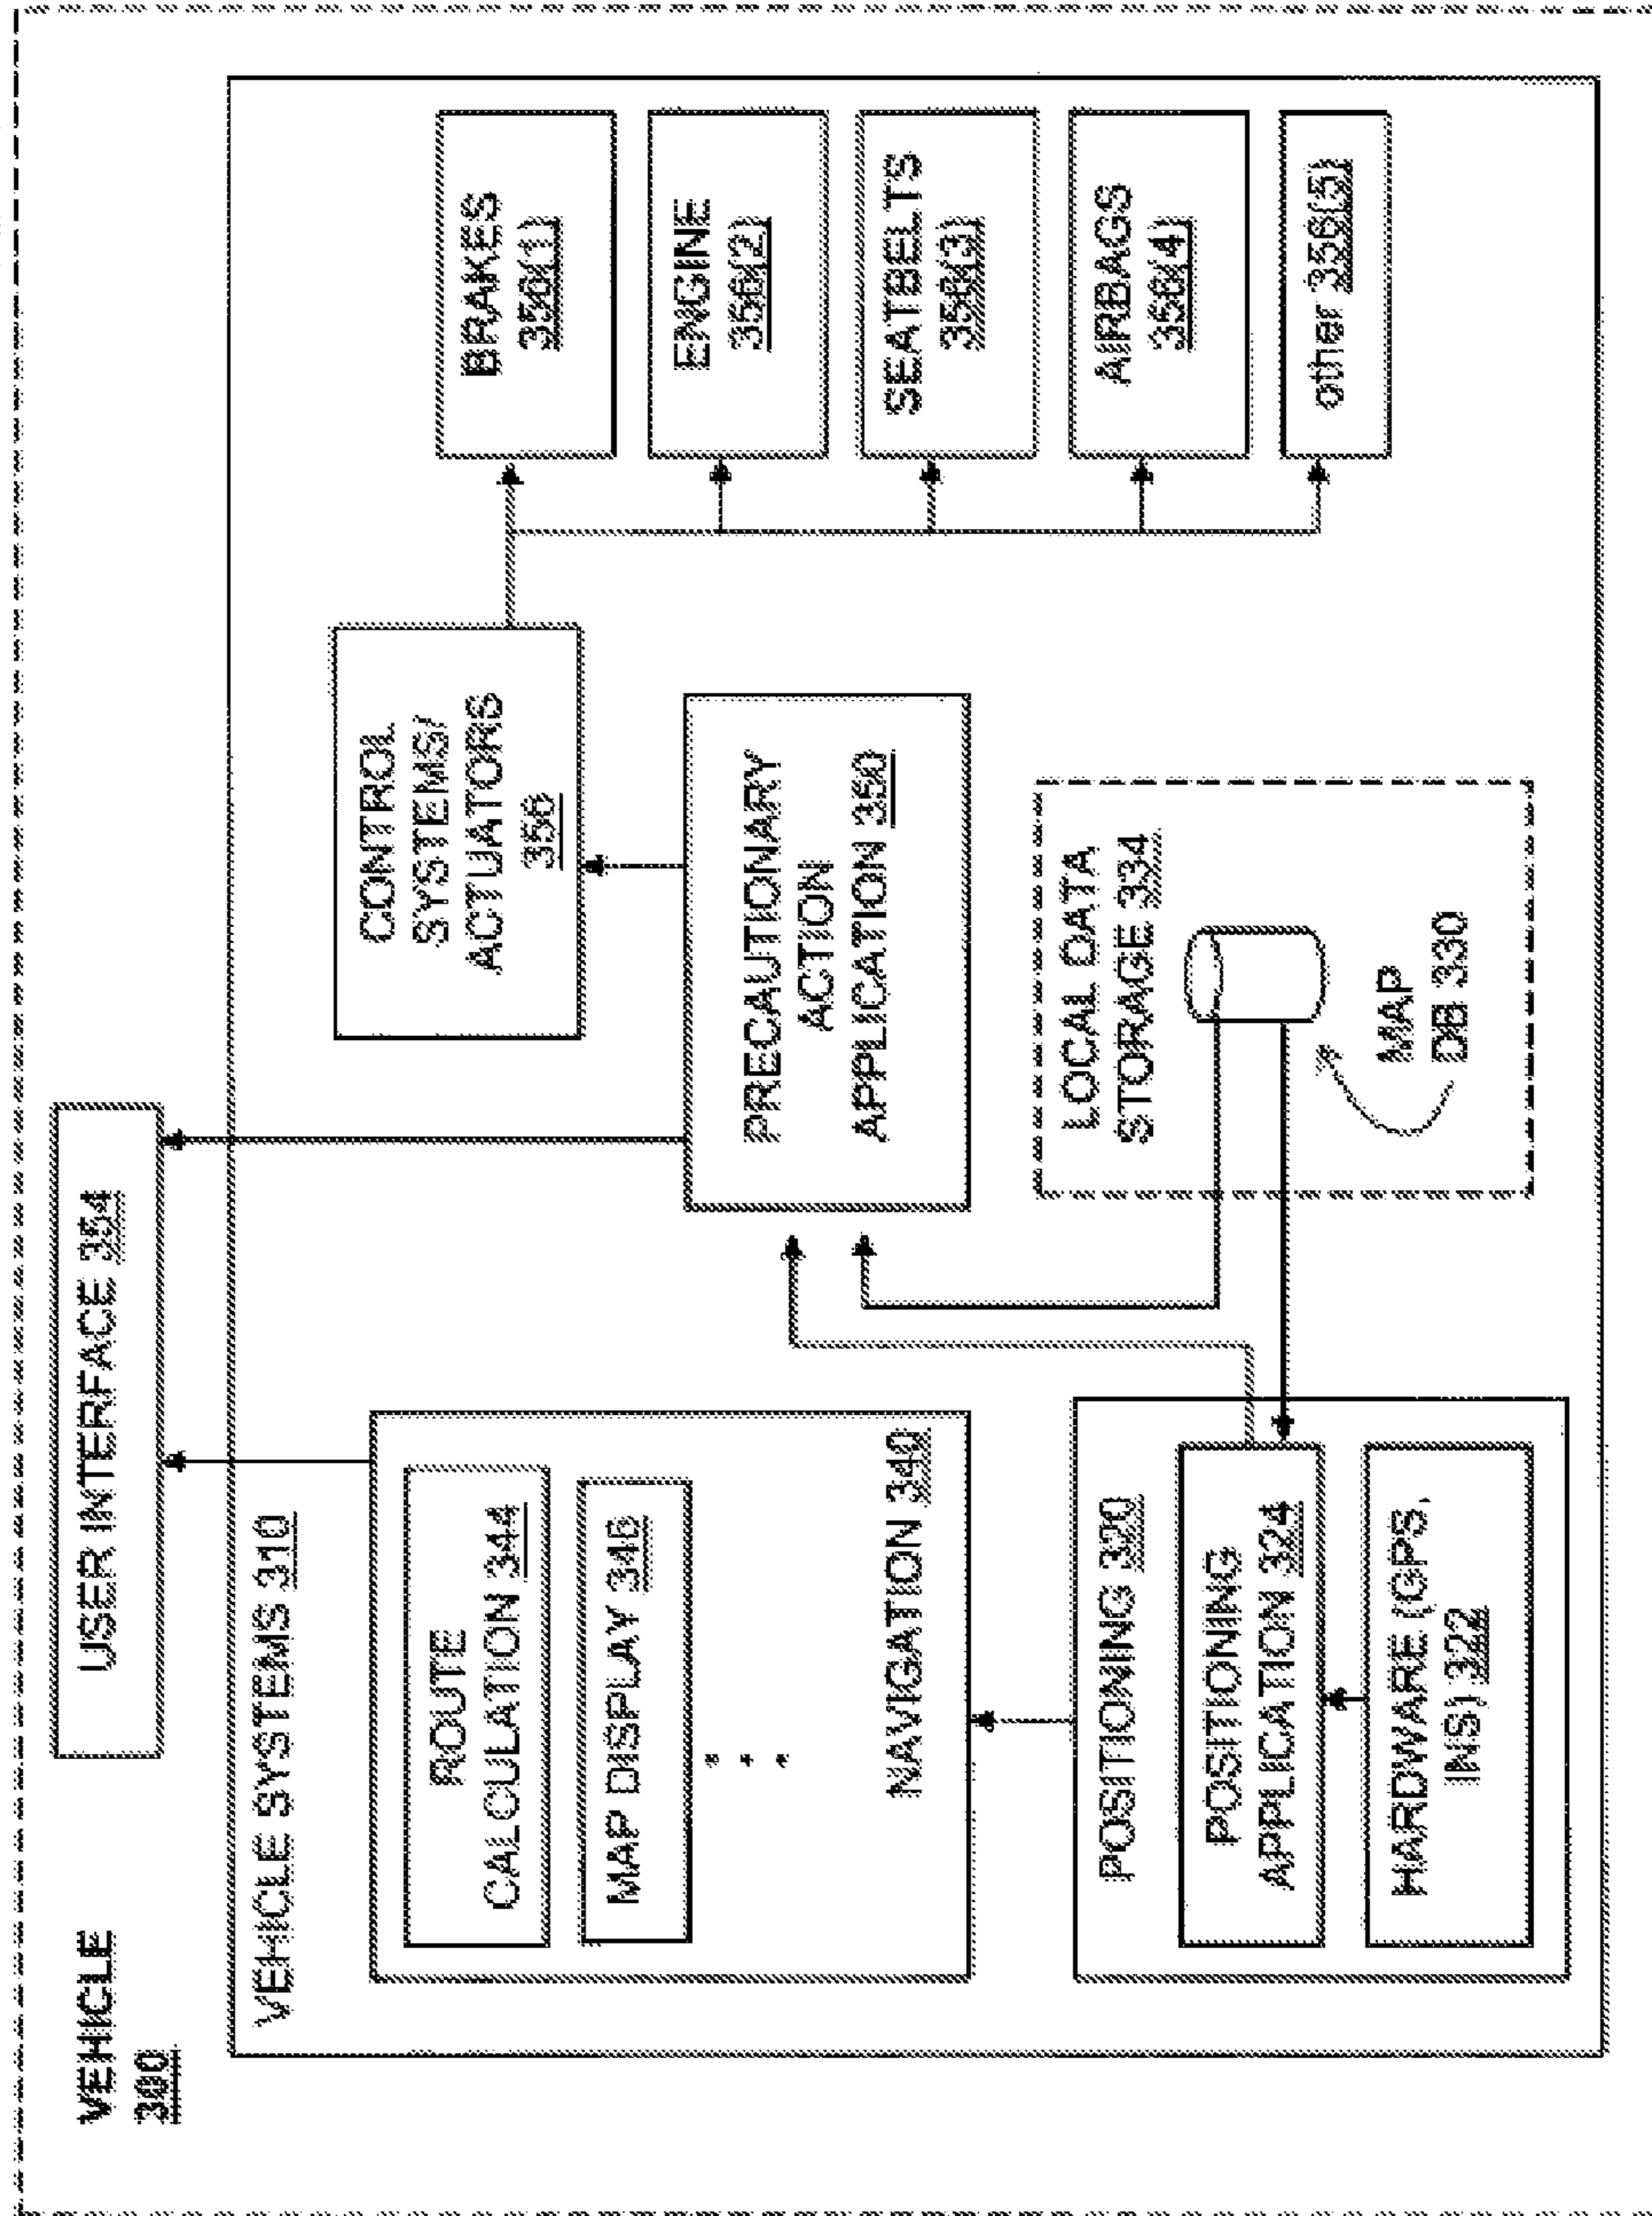 VEHICLE
300
USER INTERFACE 354
VEHICLE SYSTEMS 310
ROUTE
CALCULATION 344
MAP DISPLAY 346
NAVIGATION 340
POSITIONING 320
POSITIONING
APPLICATION 324
HARDWARE (GPS,
INS) 322
PRECAUTIONARY
ACTION
APPLICATION 350
LOCAL DATA
STORAGE 334
MAP
DB 330
CONTROL
SYSTEMS/
ACTUATORS
356
BRAKES
356(1)
ENGINE
356(2)
SEATBELTS
356(3)
AIRBAGS
356(4)
other 356(5)